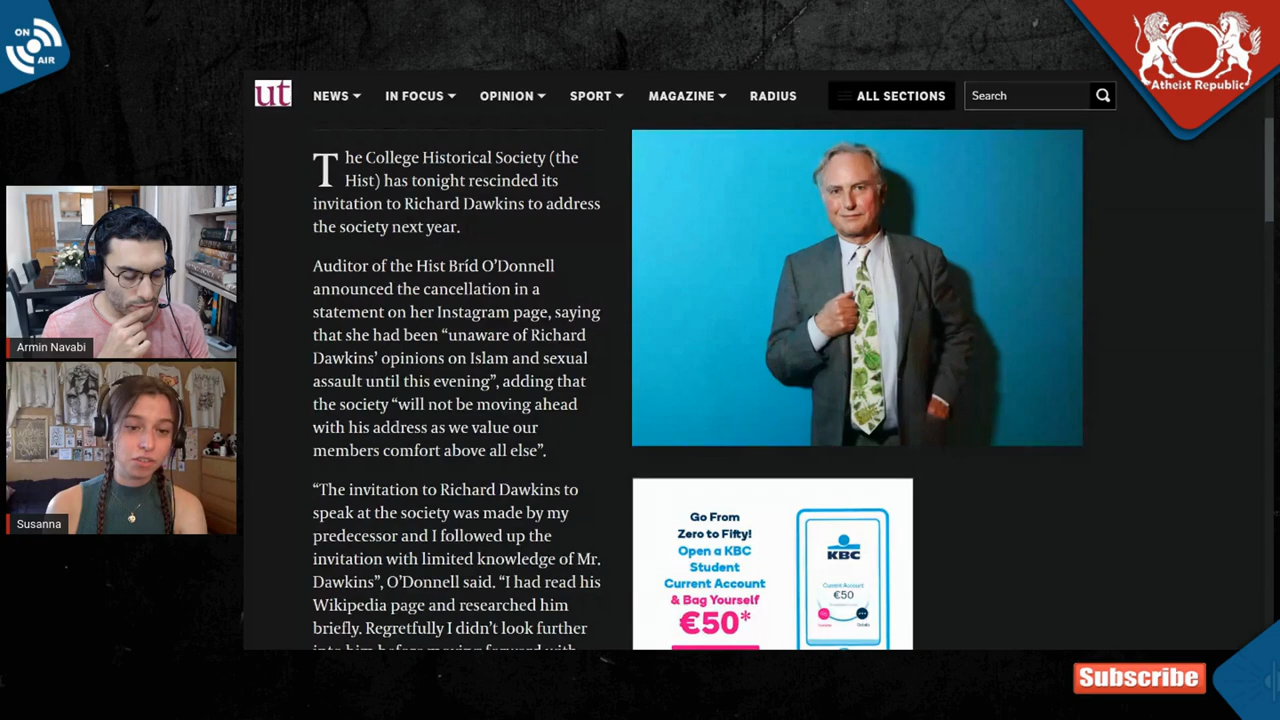 ON
AIR
Atheist Republic
ut
NEWS
IN FOCUS
OPINION
SPORT
MAGAZINE
RADIUS
ALL SECTIONS
Search
The College Historical Society (the
Hist) has tonight rescinded its
invitation to Richard Dawkins to address
the society next year.
Auditor of the Hist Bríd O’Donnell
announced the cancellation in a
statement on her Instagram page, saying
that she had been “unaware of Richard
Dawkins’ opinions on Islam and sexual
assault until this evening”, adding that
the society “will not be moving ahead
with his address as we value our
members comfort above all else”.
“The invitation to Richard Dawkins to
speak at the society was made by my
predecessor and I followed up the
invitation with limited knowledge of Mr.
Dawkins”, O’Donnell said. “I had read his
Wikipedia page and researched him
briefly. Regrettably I didn’t look further
into him before moving forward with
Armin Navabi
Susanna
Go From
Zero to Fifty!
Open a KBC
Student
Current Account
& Bag Yourself
€50*
KBC
Current Account
€50
Subscribe